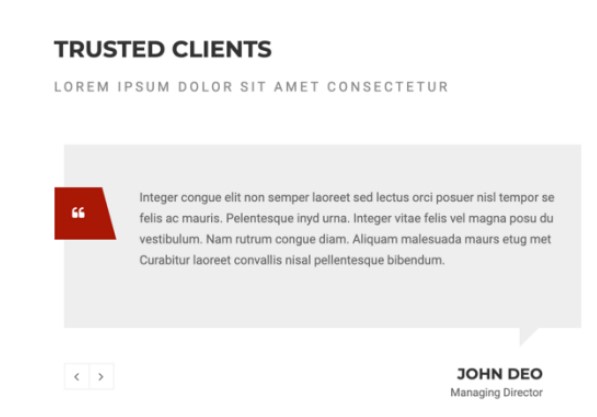 TRUSTED CLIENTS
LOREM IPSUM DOLOR SIT AMET CONSECTETUR
“
Integer congue elit non semper laoreet sed lectus orci posuer nisl tempor se
felis ac mauris. Pelentesque inyd urna. Integer vitae felis vel magna posu du
vestibulum. Nam rutrum congue diam. Aliquam malesuada maurs etug met
Curabitur laoreet convallis nisal pellentesque bibendum.
JOHN DEO
Managing Director